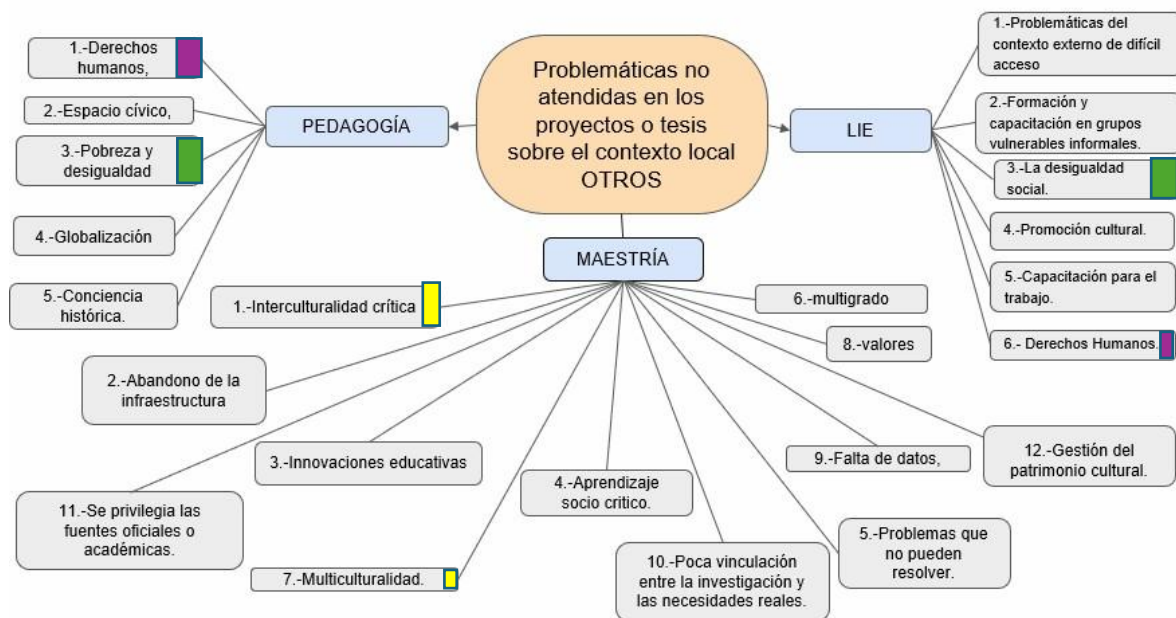 Problemáticas no
atendidas en los
proyectos o tesis
sobre el contexto local
OTROS
PEDAGOGÍA
1.-Derechos
humanos,
2.-Espacio cívico,
3.-Pobreza y
desigualdad
4.-Globalización
5.-Conciencia
histórica.
LIE
1.-Problemáticas del
contexto externo de difícil
acceso
2.-Formación y
capacitación en grupos
vulnerables informales.
3.-La desigualdad
social.
4.-Promoción cultural.
5.-Capacitación para el
trabajo.
6.- Derechos Humanos.
MAESTRÍA
1.-Interculturalidad crítica
2.-Abandono de la
infraestructura
11.-Se privilegia las
fuentes oficiales o
académicas.
3.-Innovaciones educativas
7.-Multiculturalidad.
4.-Aprendizaje
socio critico.
10.-Poca vinculación
entre la investigación y
las necesidades reales.
5.-Problemas que
no pueden
resolver.
9.-Falta de datos,
12.-Gestión del
patrimonio cultural.
8.-valores
6.-multigrado